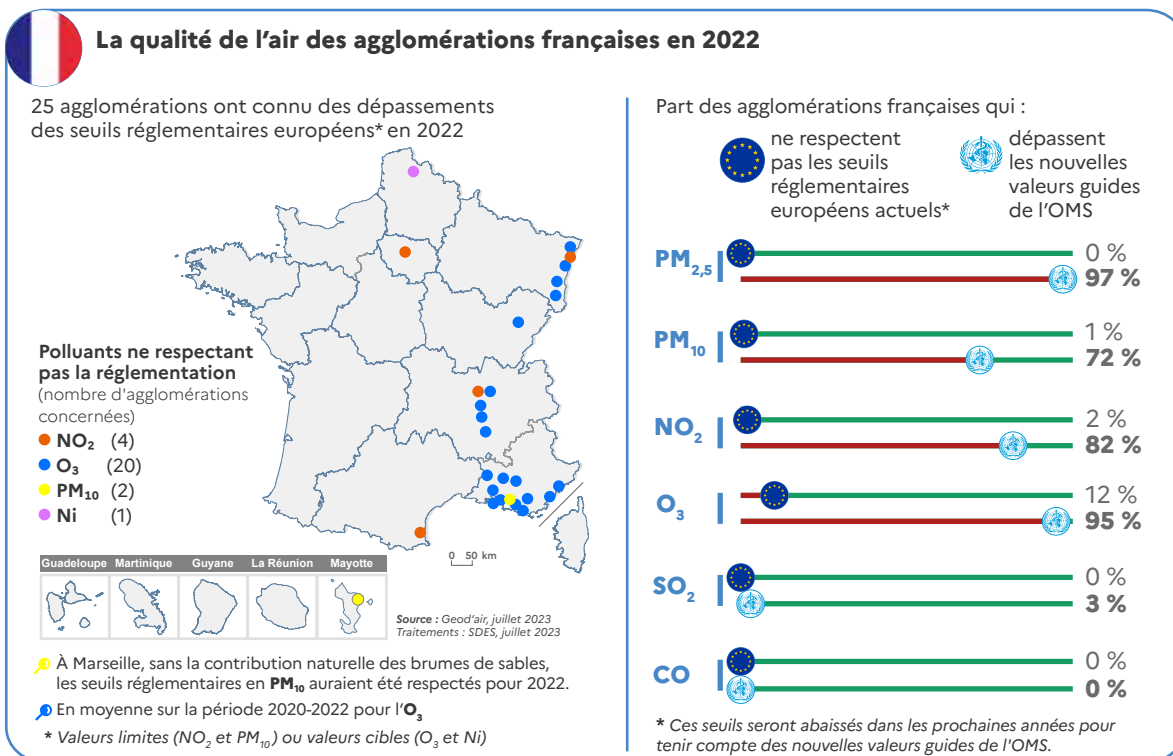 La qualité de l’air des agglomérations françaises en 2022
25 agglomérations ont connu des dépassements
des seuils réglementaires européens* en 2022
Polluants ne respectant
pas la réglementation
(nombre d'agglomérations
concernées)
NO₂ (4)
O₃ (20)
PM₁₀ (2)
Ni (1)
0 50 km
Guadeloupe Martinique Guyane La Réunion Mayotte
Source : Geod’air, juillet 2023
Traitements : SDES, juillet 2023
À Marseille, sans la contribution naturelle des brumes de sables,
les seuils réglementaires en PM₁₀ auraient été respectés pour 2022.
En moyenne sur la période 2020-2022 pour l’O₃
* Valeurs limites (NO₂ et PM₁₀) ou valeurs cibles (O₃ et Ni)
Part des agglomérations françaises qui :
ne respectent
pas les seuils
réglementaires
européens actuels*
dépassent
les nouvelles
valeurs guides
de l’OMS
PM₂,₅
0 %
97 %
PM₁₀
1 %
72 %
NO₂
2 %
82 %
O₃
12 %
95 %
SO₂
0 %
3 %
CO
0 %
0 %
* Ces seuils seront abaissés dans les prochaines années pour
tenir compte des nouvelles valeurs guides de l'OMS.